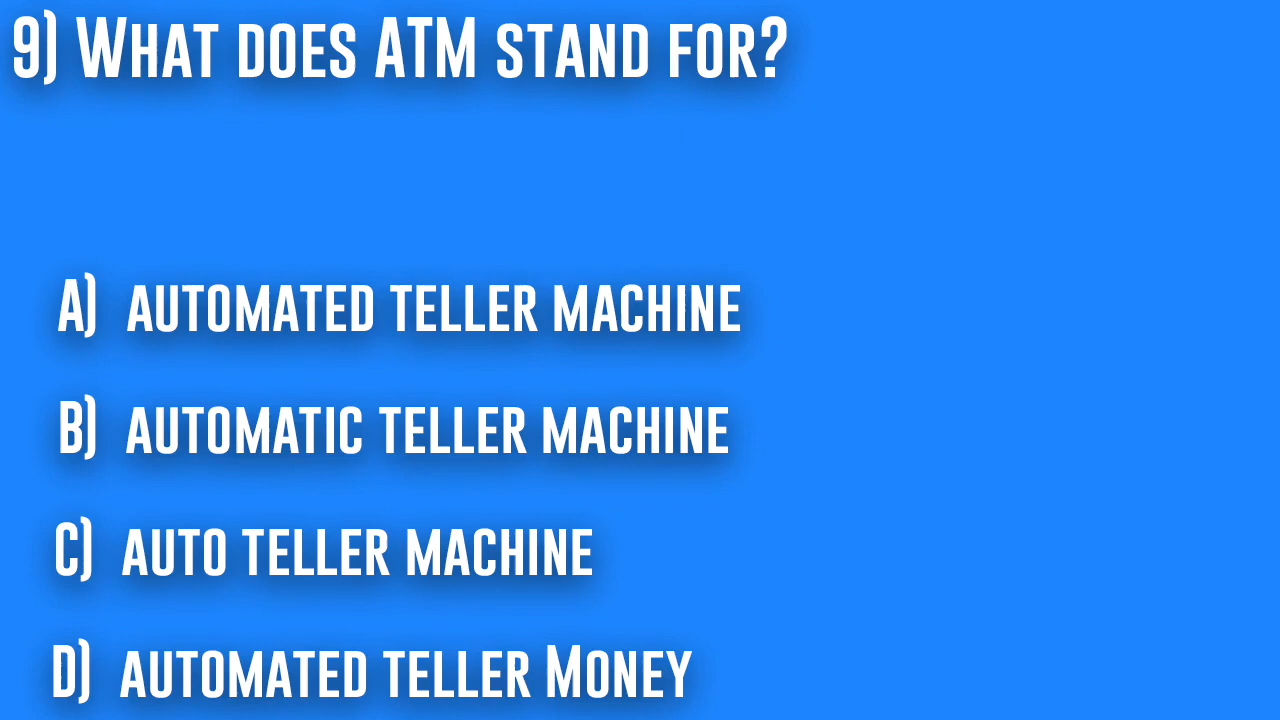 9) What does ATM stand for?
A) automated teller machine
B) automatic teller machine
C) auto teller machine
D) automated teller Money